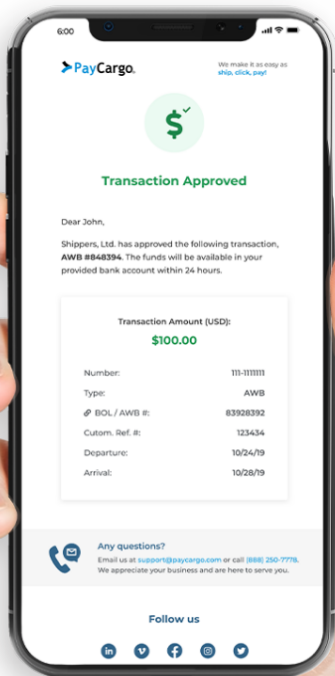 6:00
PayCargo.
We make it as easy as
ship, click, pay!
$
Transaction Approved
Dear John,
Shippers, Ltd. has approved the following transaction,
AWB #848394. The funds will be available in your
provided bank account within 24 hours.
Transaction Amount (USD):
$100.00
Number: 111-1111111
Type: AWB
BOL / AWB #: 83928392
Cutom. Ref. #: 123434
Departure: 10/24/19
Arrival: 10/28/19
Any questions?
Email us at support@paycargo.com or call (888) 250-7778.
We appreciate your business and are here to serve you.
Follow us